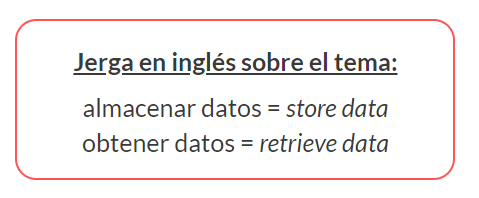 Jerga en inglés sobre el tema:
almacenar datos = store data
obtener datos = retrieve data